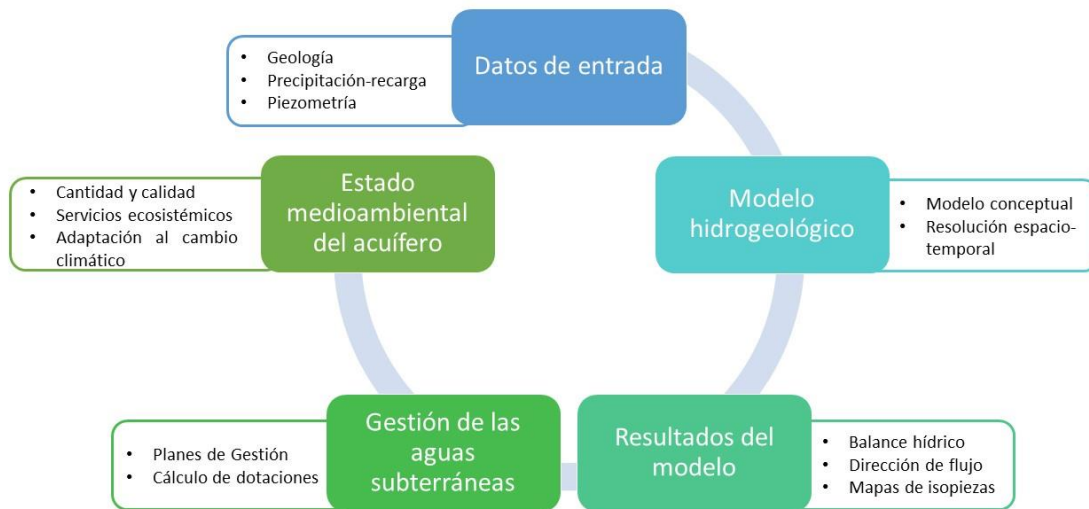 • Geología
• Precipitación-recarga
• Piezometría
Datos de entrada
• Cantidad y calidad
• Servicios ecosistémicos
• Adaptación al cambio
climático
Estado
medioambiental
del acuífero
Modelo
hidrogeológico
• Modelo conceptual
• Resolución espacio-
temporal
• Planes de Gestión
• Cálculo de dotaciones
Gestión de las
aguas
subterráneas
Resultados del
modelo
• Balance hídrico
• Dirección de flujo
• Mapas de isopiezas